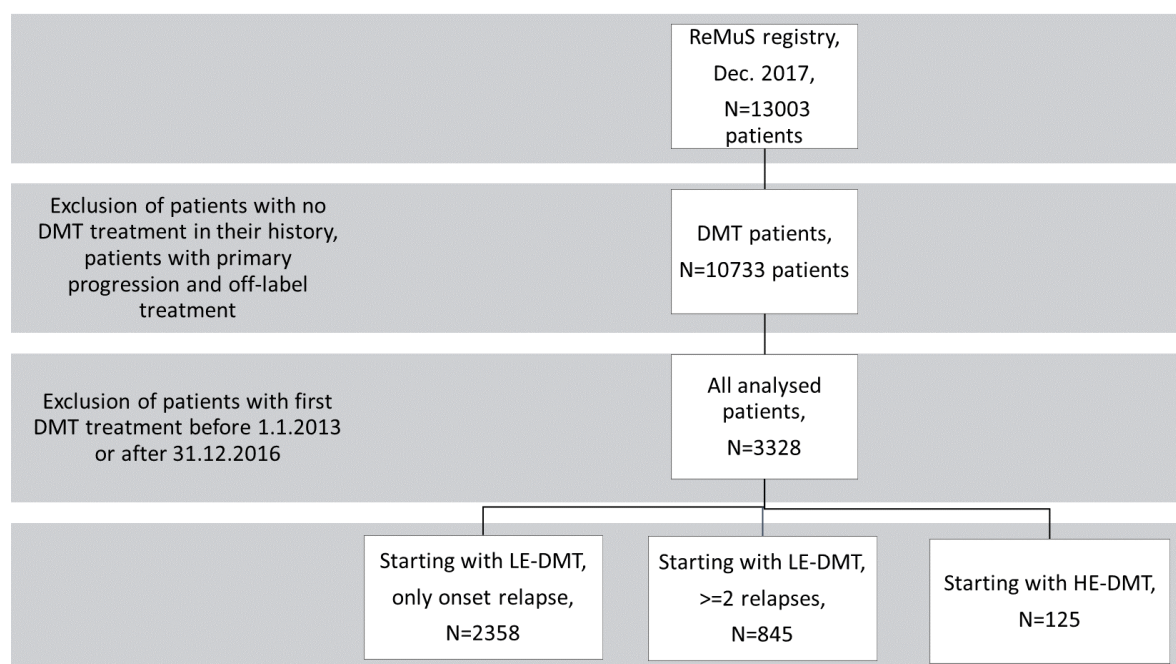 ReMuS registry,
Dec. 2017,
N=13003
patients
Exclusion of patients with no
DMT treatment in their history,
patients with primary
progression and off-label
treatment
DMT patients,
N=10733 patients
Exclusion of patients with first
DMT treatment before 1.1.2013
or after 31.12.2016
All analysed
patients,
N=3328
Starting with LE-DMT,
only onset relapse,
N=2358
Starting with LE-DMT,
>=2 relapses,
N=845
Starting with HE-DMT,
N=125